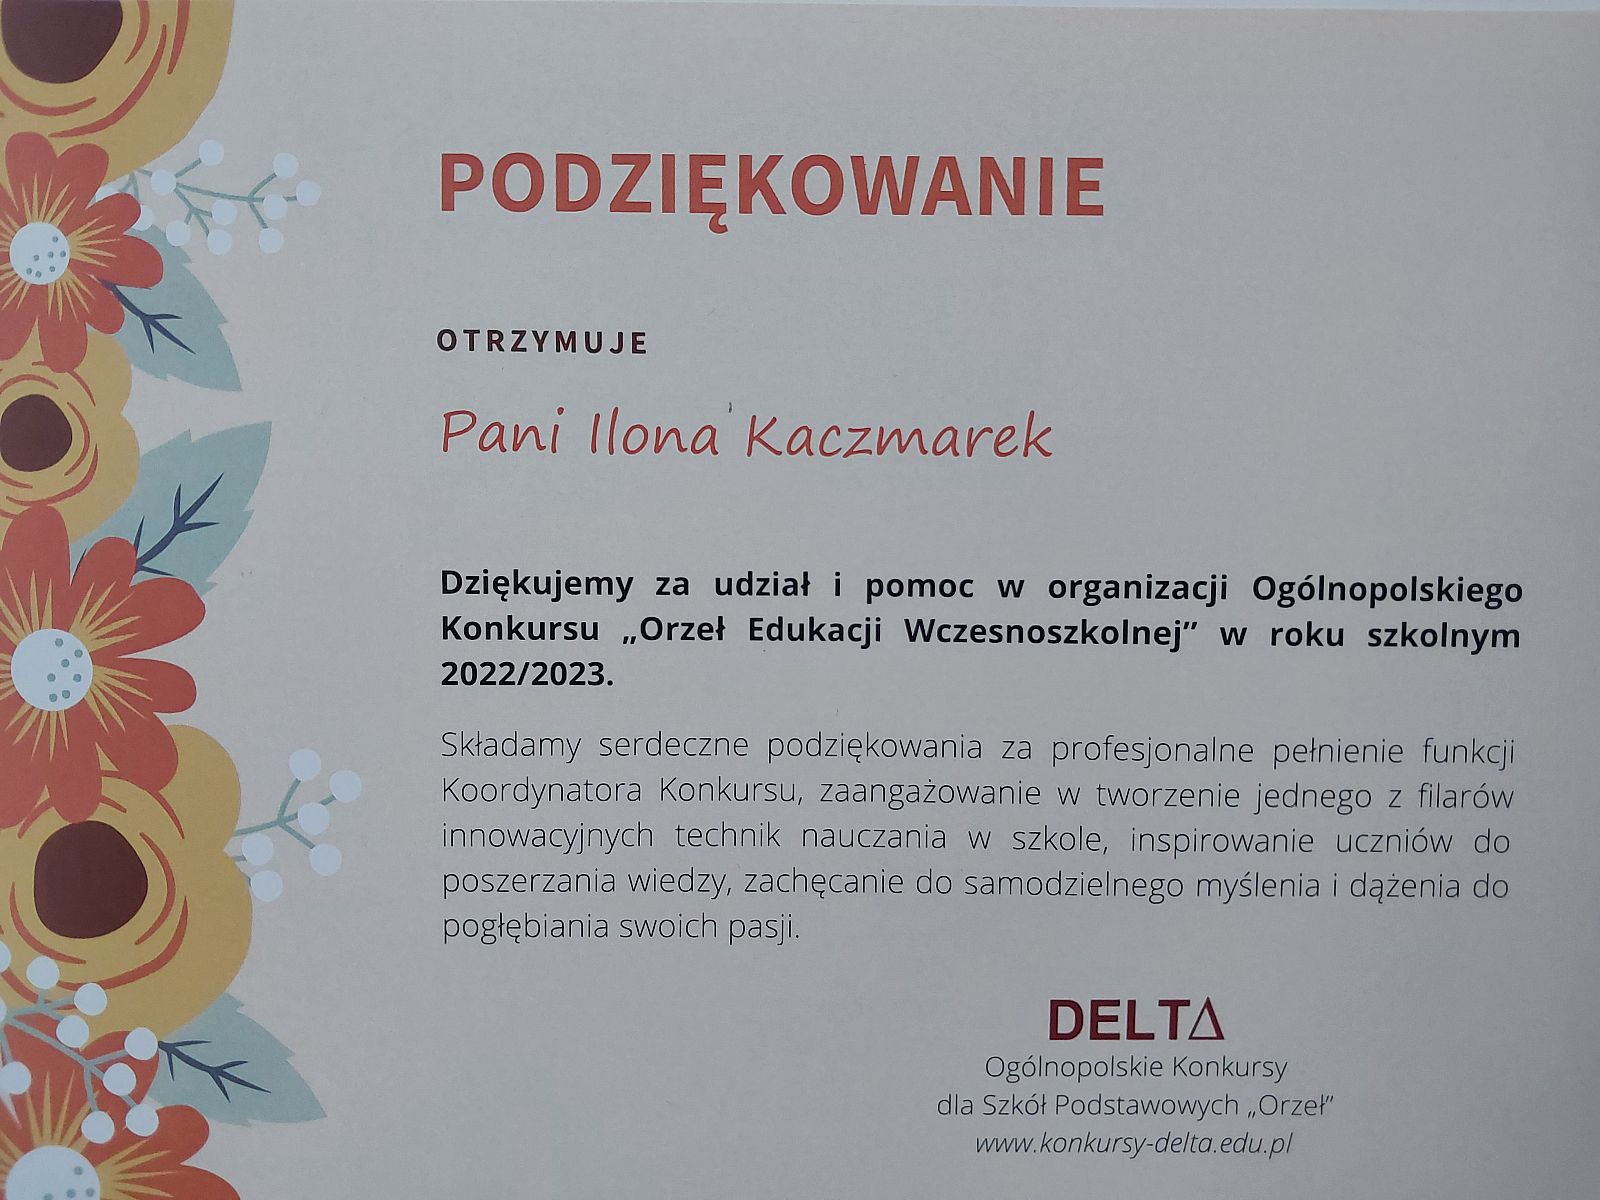 PODZIĘKOWANIE
OTRZYMUJE
Pani Ilona Kaczmarek
Dziękujemy za udział i pomoc w organizacji Ogólnopolskiego
Konkursu „Orzeł Edukacji Wczesnoszkolnej” w roku szkolnym
2022/2023.
Składamy serdeczne podziękowania za profesjonalne pełnienie funkcji
Koordynatora Konkursu, zaangażowanie w tworzenie jednego z filarów
innowacyjnych technik nauczania w szkole, inspirowanie uczniów do
poszerzania wiedzy, zachęcanie do samodzielnego myślenia i dążenia do
pogłębiania swoich pasji.
DELTΔ
Ogólnopolskie Konkursy
dla Szkół Podstawowych „Orzeł”
www.konkursy-delta.edu.pl